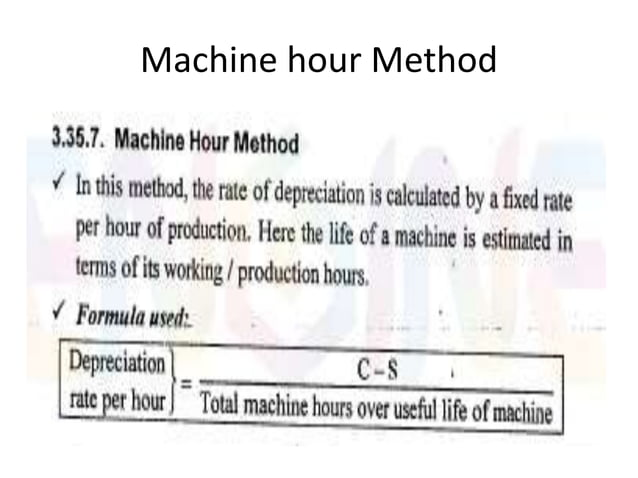 Machine hour Method
3.35.7. Machine Hour Method
✓ In this method, the rate of depreciation is calculated by a fixed rate
per hour of production. Here the life of a machine is estimated in
terms of its working / production hours.
✓ Formula used:
Depreciation
rate per hour } = C – S
Total machine hours over useful life of machine